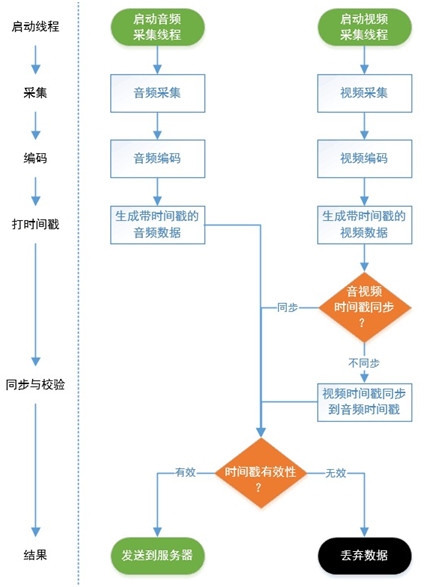 启动线程
启动音频
采集线程
启动视频
采集线程
采集
音频采集
视频采集
编码
音频编码
视频编码
打时间戳
生成带时间戳的
音频数据
生成带时间戳的
视频数据
音视频
时间戳同步
？
同步
不同步
同步与校验
视频时间戳同步
到音频时间戳
时间戳有效性
？
有效
无效
结果
发送到服务器
丢弃数据